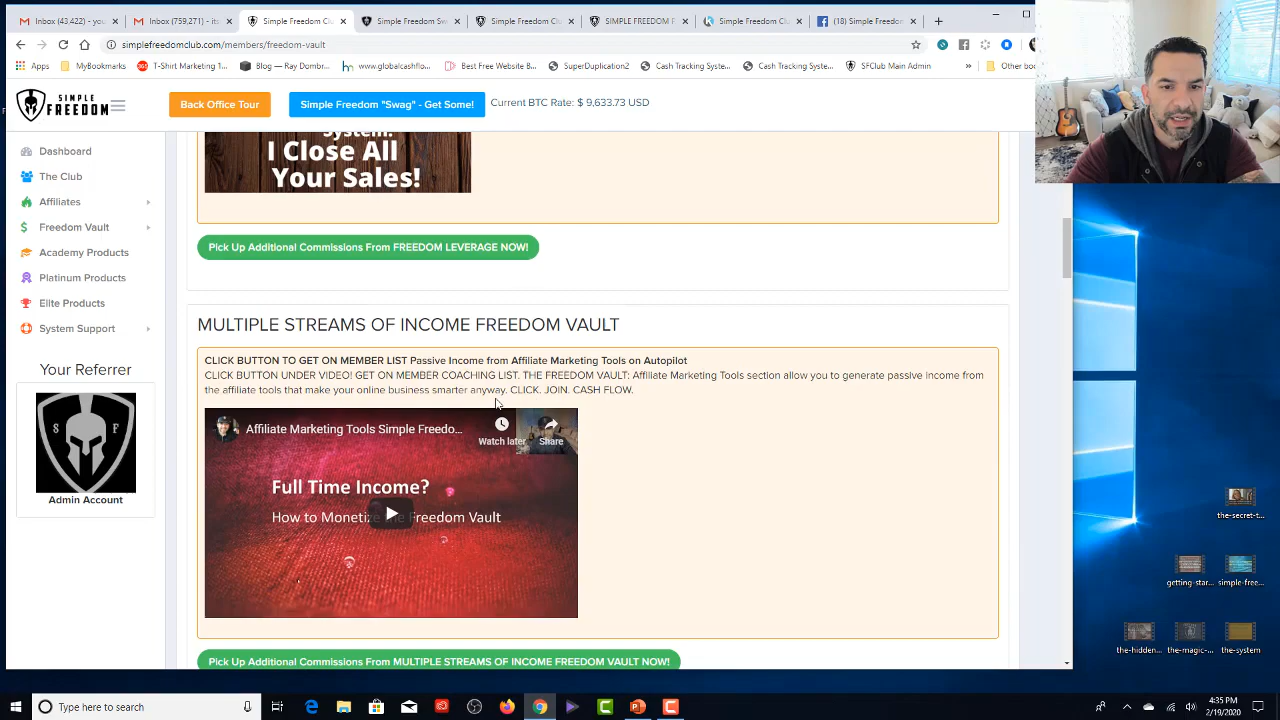 Inbox (43,422) - you
Inbox (759,271) - its
Simple Freedom Clu
Simple Freedom Sw
Simple Freedom
SIMPLE FREEDOM F
Simple Freedom Cl
(18) Simple Freedom
simplefreedomclub.com/members/freedom-vault
Apps
MyBookmarks
T-Shirt Marketing 1...
Blog — Ray Dombr...
www.globalcashflo...
Best Free Website B...
superDuplication2
Cash Tracking Syste...
Cash Tracking Syst...
SFClub Main Admin
»
Other bo
SIMPLE
FREEDOM
Back Office Tour
Simple Freedom "Swag" - Get Some!
Current BTC Rate: $ 9,633.73 USD
Dashboard
The Club
Affiliates
Freedom Vault
Academy Products
Platinum Products
Elite Products
System Support
Your Referrer
S F
Admin Account
System!
I Close All
Your Sales!
Pick Up Additional Commissions From FREEDOM LEVERAGE NOW!
MULTIPLE STREAMS OF INCOME FREEDOM VAULT
CLICK BUTTON TO GET ON MEMBER LIST Passive Income from Affiliate Marketing Tools on Autopilot
CLICK BUTTON UNDER VIDEO! GET ON MEMBER COACHING LIST. THE FREEDOM VAULT: Affiliate Marketing Tools section allow you to generate passive income from
the affiliate tools that make your online business smarter anyway. CLICK. JOIN. CASH FLOW.
Affiliate Marketing Tools Simple Freedo...
Watch later
Share
Full Time Income?
How to Monetize the Freedom Vault
Pick Up Additional Commissions From MULTIPLE STREAMS OF INCOME FREEDOM VAULT NOW!
the-secret-t...
getting-star...
simple-free...
the-hidden...
the-magic-...
the-system
Type here to search
4:35 PM
2/19/2020